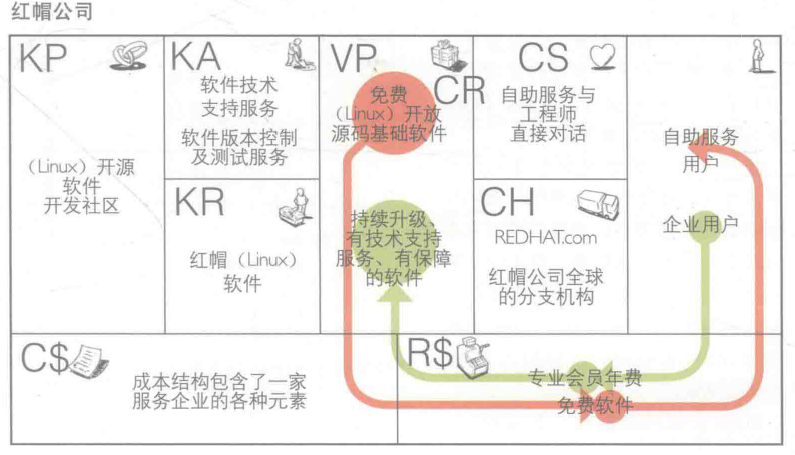 红帽公司
KP
（Linux）开源
软件
开发社区
KA
软件技术
支持服务
软件版本控制
及测试服务
KR
红帽（Linux）
软件
VP
免费
（Linux）开放
源码基础软件
持续升级、
有技术支持
服务、有保障
的软件
CR
CS
自助服务与
工程师
直接对话
CH
REDHAT.com
红帽公司全球
的分支机构
自助服务
用户
企业用户
C$
成本结构包含了一家
服务企业的各种元素
R$
专业会员年费
免费软件